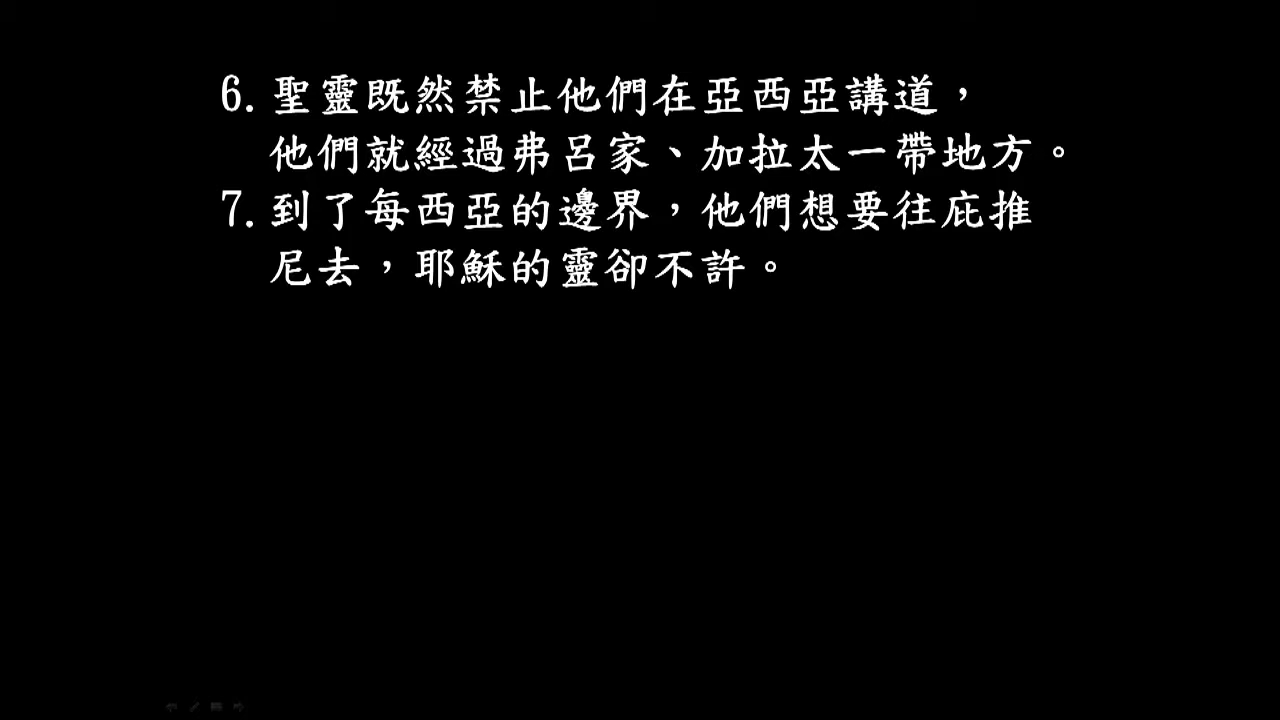 6. 聖靈既然禁止他們在亞西亞講道，
他們就經過弗呂家、加拉太一帶地方。
7. 到了每西亞的邊界，他們想要往庇推
尼去，耶穌的靈卻不許。